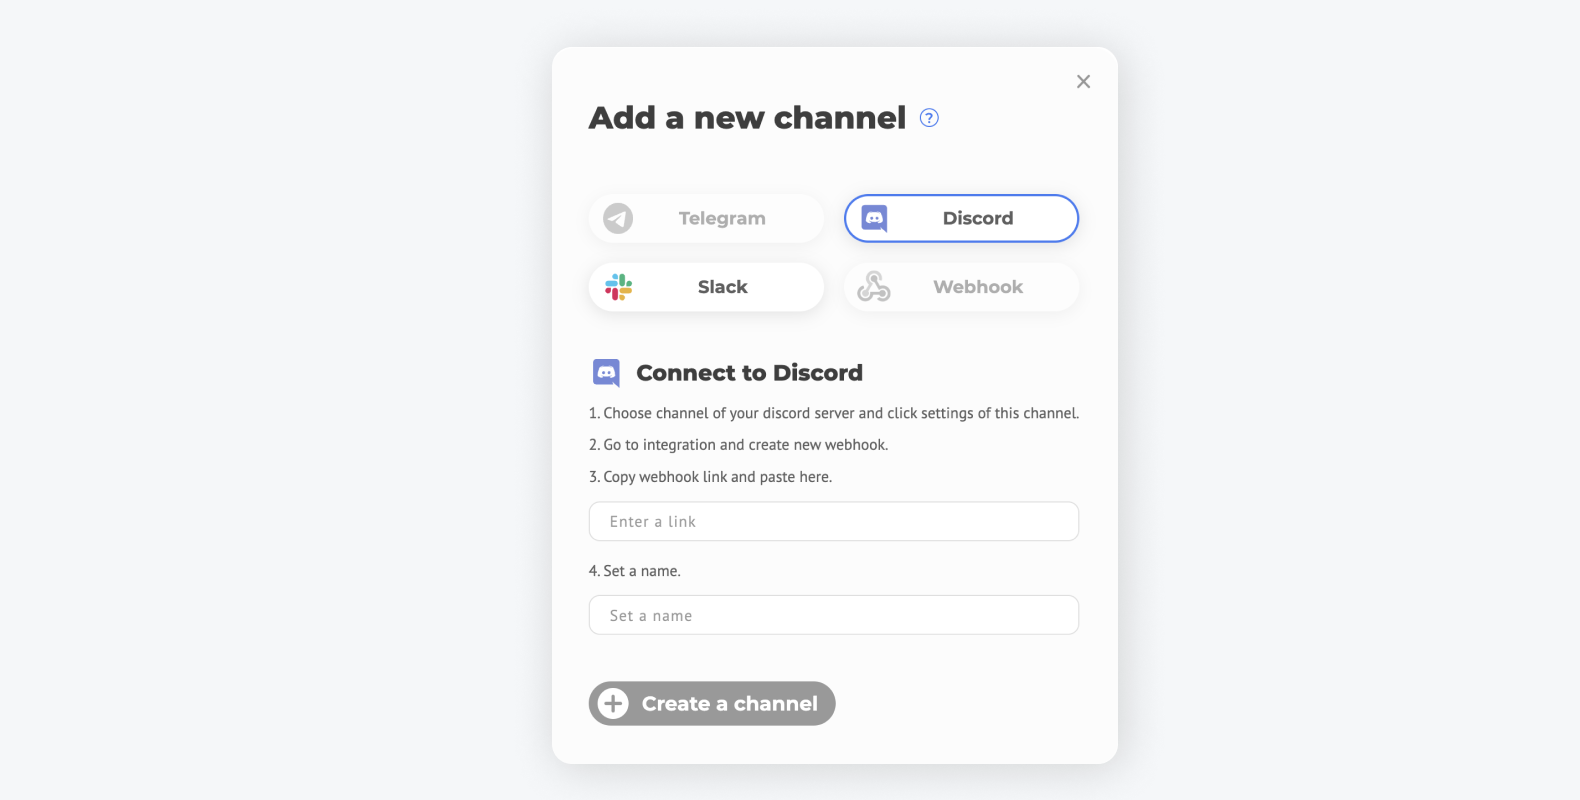 Add a new channel ?
Telegram
Discord
Slack
Webhook
Connect to Discord
1. Choose channel of your discord server and click settings of this channel.
2. Go to integration and create new webhook.
3. Copy webhook link and paste here.
Enter a link
4. Set a name.
Set a name
Create a channel